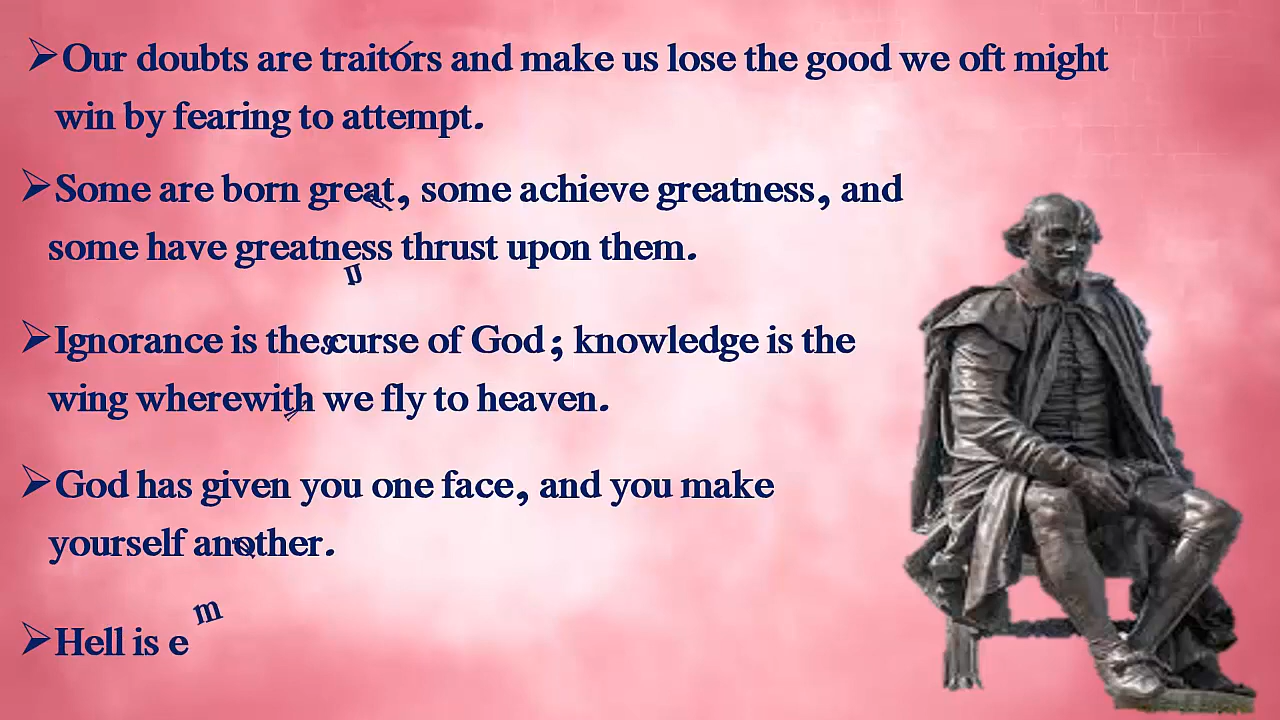 ➢Our doubts are traitors and make us lose the good we oft might
win by fearing to attempt.
➢Some are born great, some achieve greatness, and
some have greatness thrust upon them.
➢Ignorance is the curse of God; knowledge is the
wing wherewith we fly to heaven.
➢God has given you one face, and you make
yourself another.
➢Hell is e m